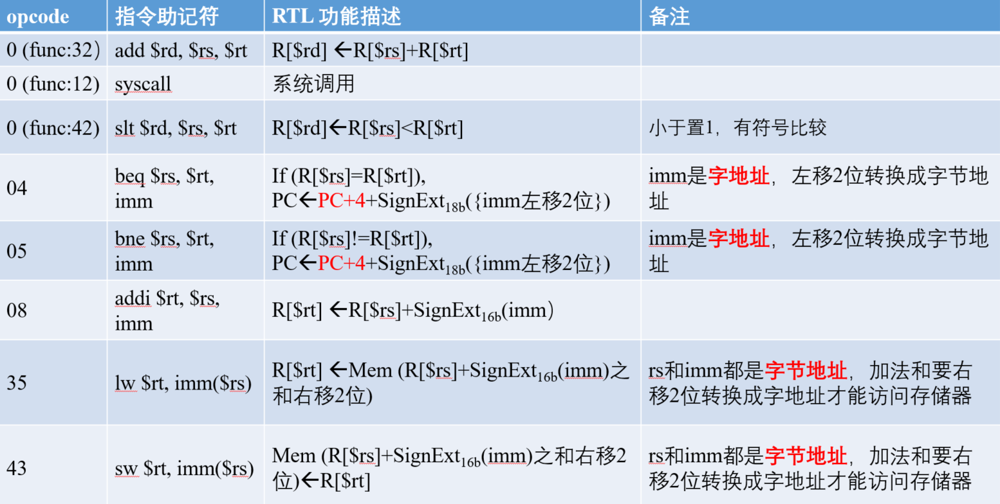 opcode 指令助记符 RTL 功能描述 备注
0 (func:32） add $rd, $rs, $rt R[$rd] ←R[$rs]+R[$rt]
0 (func:12) syscall 系统调用
0 (func:42) slt $rd, $rs, $rt R[$rd]←R[$rs]<R[$rt] 小于置1，有符号比较
04
beq $rs, $rt,
imm
If (R[$rs]=R[$rt]),
PC←PC+4+SignExt18b({imm左移2位})
imm是字地址，左移2位转换成字节地
址
05
bne $rs, $rt,
imm
If (R[$rs]!=R[$rt]),
PC←PC+4+SignExt18b({imm左移2位})
imm是字地址，左移2位转换成字节地
址
08
addi $rt, $rs,
imm
R[$rt] ←R[$rs]+SignExt16b(imm）
35
lw $rt, imm($rs)
R[$rt] ←Mem (R[$rs]+SignExt16b(imm)之
和右移2位)
rs和imm都是字节地址，加法和要右
移2位转换成字地址才能访问存储器
43
sw $rt, imm($rs)
Mem (R[$rs]+SignExt16b(imm)之和右移2
位)←R[$rt]
rs和imm都是字节地址，加法和要右
移2位转换成字地址才能访问存储器